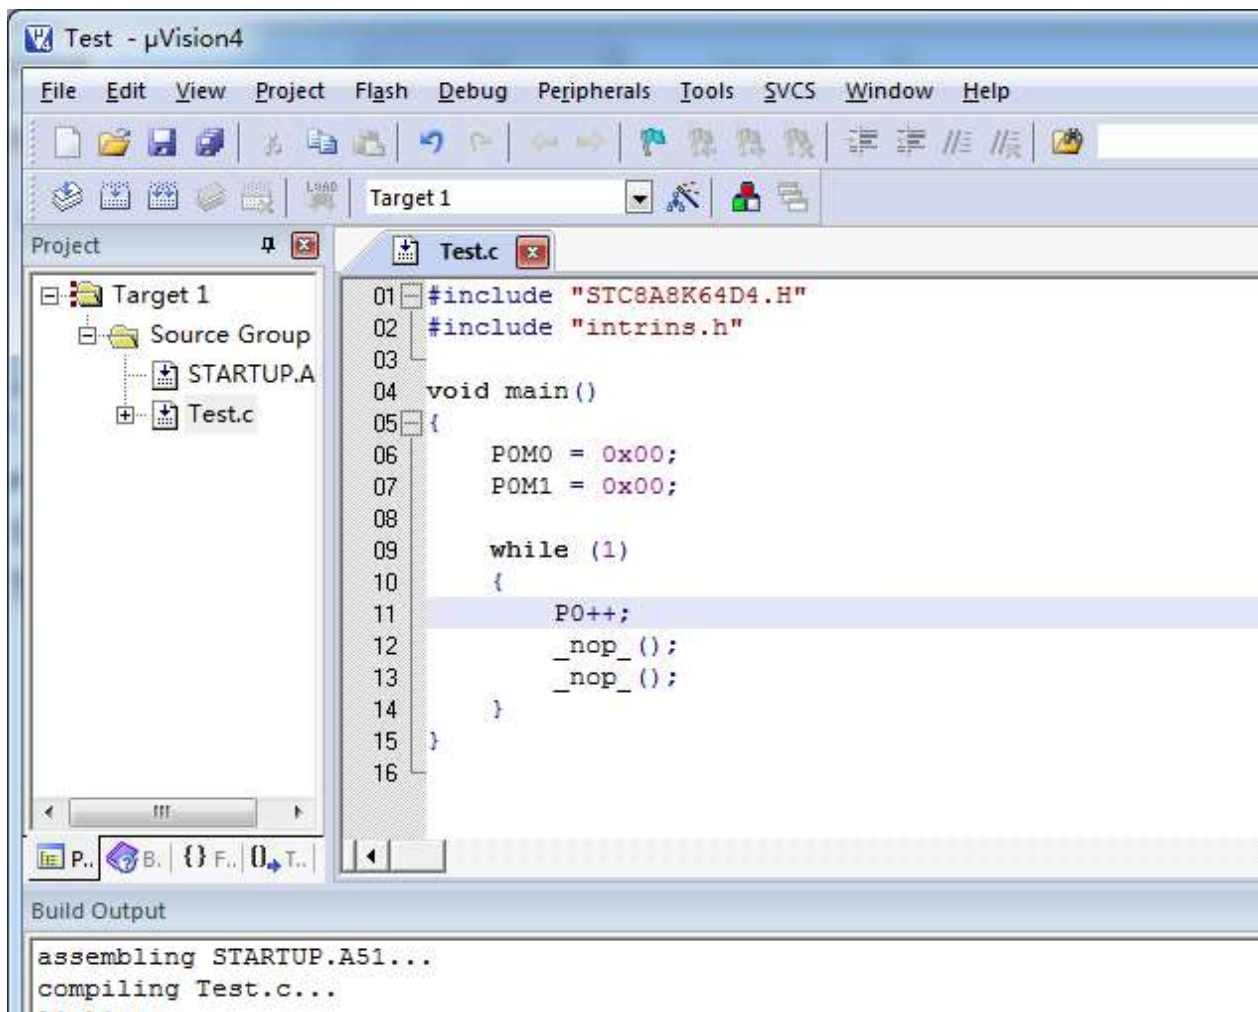 Test - μVision4
File Edit View Project Flash Debug Peripherals Tools SVCS Window Help
LOAD Target 1
Project
Test.c
Target 1
Source Group
STARTUP.A
Test.c
01 #include "STC8A8K64D4.H"
02 #include "intrins.h"
03
04 void main()
05 {
06 P0M0 = 0x00;
07 P0M1 = 0x00;
08
09 while (1)
10 {
11 P0++;
12 _nop_();
13 _nop_();
14 }
15 }
16
P.. B. {} F.. T..
Build Output
assembling STARTUP.A51...
compiling Test.c...